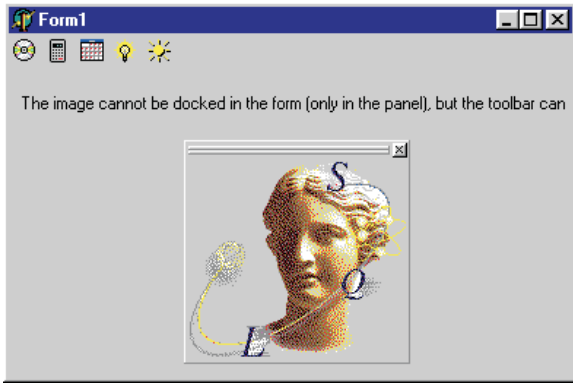 Form1
The image cannot be docked in the form (only in the panel), but the toolbar can
S
Q
L